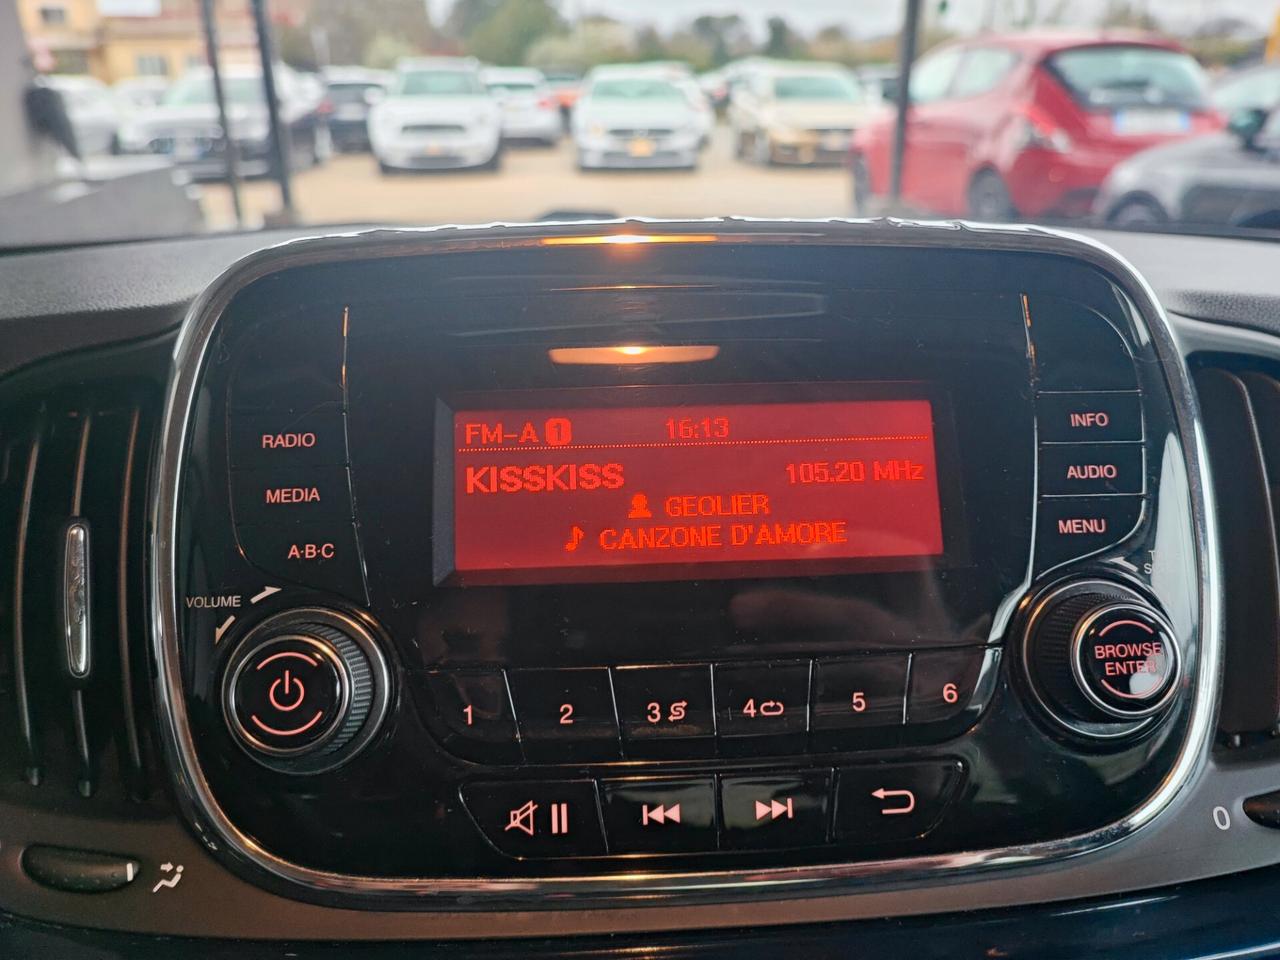 FM-A 1 16:13
KISSKISS 105.20 MHz
GEOLIER
CANZONE D'AMORE
RADIO
MEDIA
A·B·C
VOLUME
INFO
AUDIO
MENU
BROWSE
ENTER
1 2 3 4 5 6
0